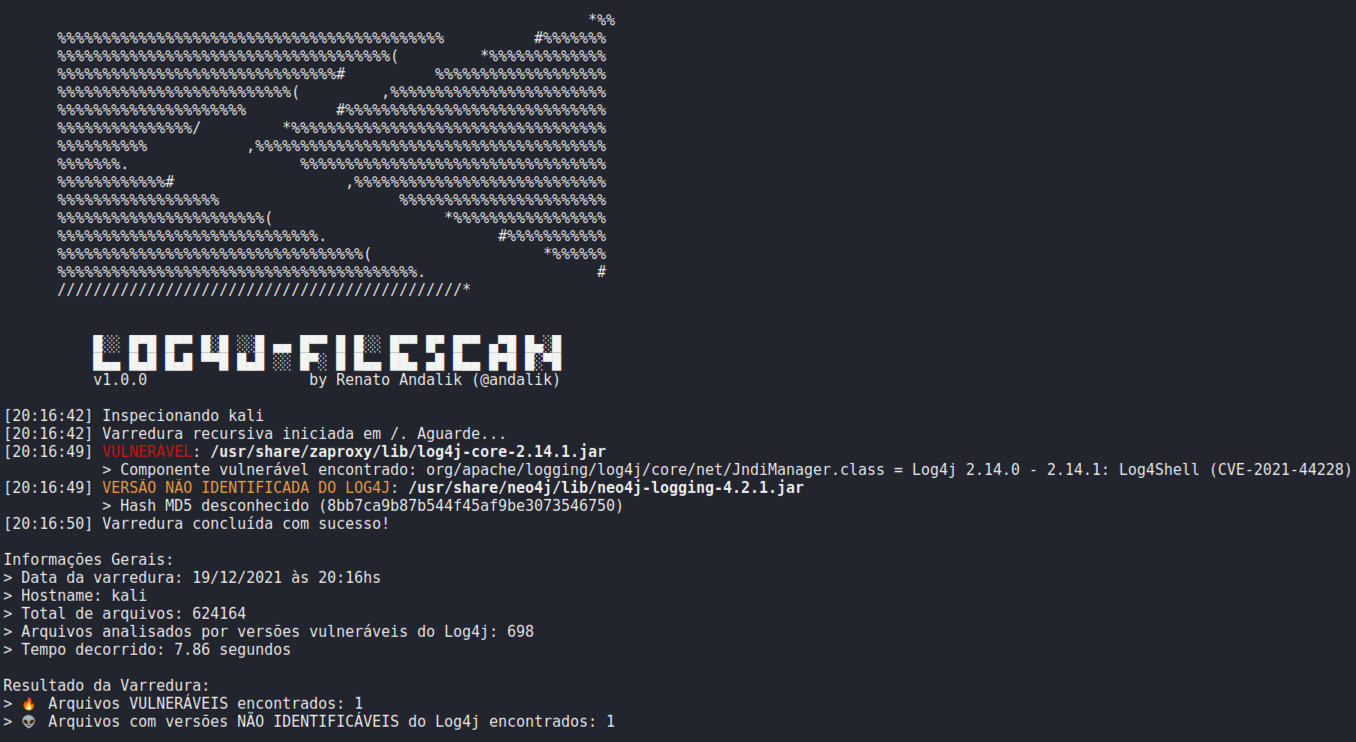 LOG4J-FILESCAN
v1.0.0 by Renato Andalik (@andalik)
[20:16:42] Inspecionando kali
[20:16:42] Varredura recursiva iniciada em /. Aguarde...
[20:16:49] VULNERÁVEL: /usr/share/zaproxy/lib/log4j-core-2.14.1.jar
> Componente vulnerável encontrado: org/apache/logging/log4j/core/net/JndiManager.class = Log4j 2.14.0 - 2.14.1: Log4Shell (CVE-2021-44228)
[20:16:49] VERSÃO NÃO IDENTIFICADA DO LOG4J: /usr/share/neo4j/lib/neo4j-logging-4.2.1.jar
> Hash MD5 desconhecido (8bb7ca9b87b544f45af9be3073546750)
[20:16:50] Varredura concluída com sucesso!
Informações Gerais:
> Data da varredura: 19/12/2021 às 20:16hs
> Hostname: kali
> Total de arquivos: 624164
> Arquivos analisados por versões vulneráveis do Log4j: 698
> Tempo decorrido: 7.86 segundos
Resultado da Varredura:
> 🔥 Arquivos VULNERÁVEIS encontrados: 1
> 👽 Arquivos com versões NÃO IDENTIFICÁVEIS do Log4j encontrados: 1